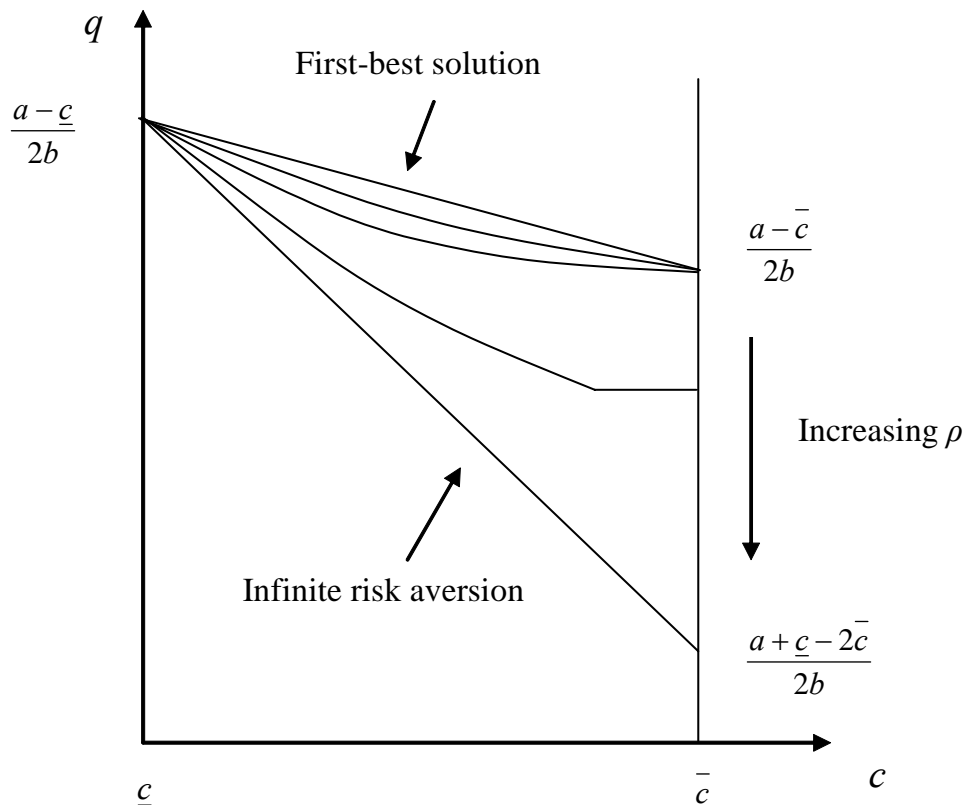 q
First-best solution
a − c̲
2b
a − c̄
2b
Increasing ρ
Infinite risk aversion
a + c̲ − 2c̄
2b
c̲
c̄
c